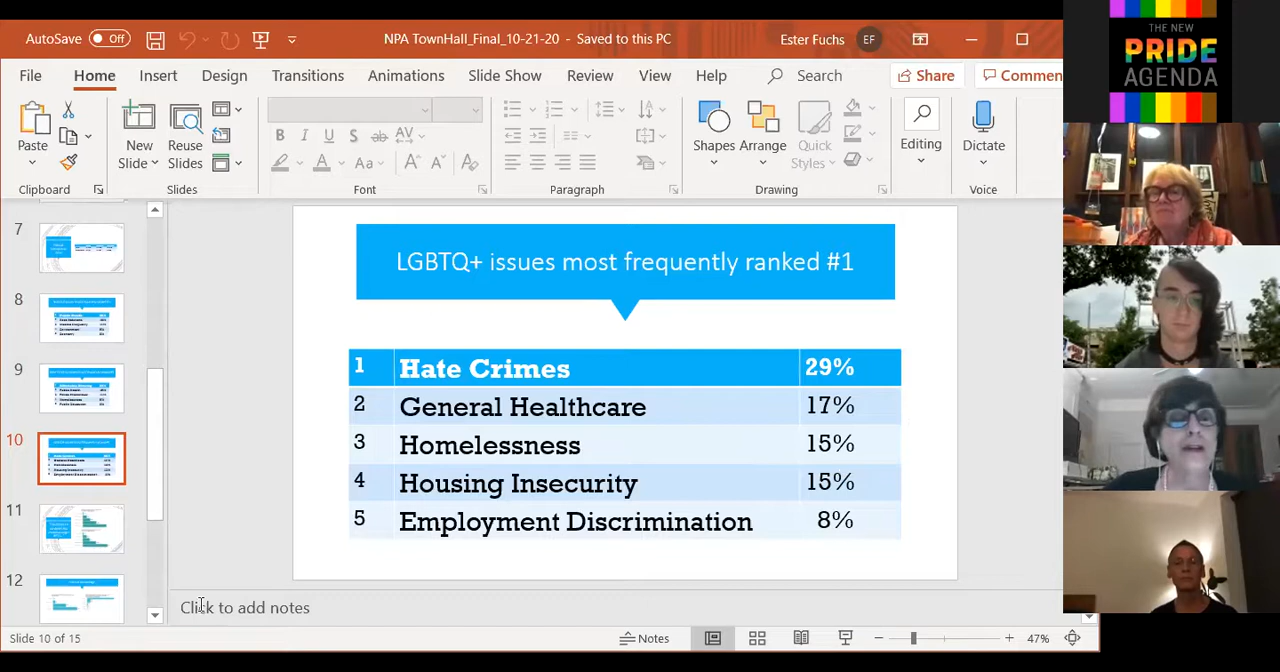 AutoSave Off
NPA TownHall_Final_10-21-20 - Saved to this PC
Ester Fuchs EF
File Home Insert Design Transitions Animations Slide Show Review View Help Search Share Commen
Paste
New Slide
Reuse Slides
Shapes
Arrange
Quick Styles
Editing
Dictate
Clipboard
Slides
Font
Paragraph
Drawing
Voice
7
8
9
10
11
12
LGBTQ+ issues most frequently ranked #1
1 Hate Crimes 29%
2 General Healthcare 17%
3 Homelessness 15%
4 Housing Insecurity 15%
5 Employment Discrimination 8%
Click to add notes
Slide 10 of 15
Notes
47%
THE NEW
PRIDE
AGENDA